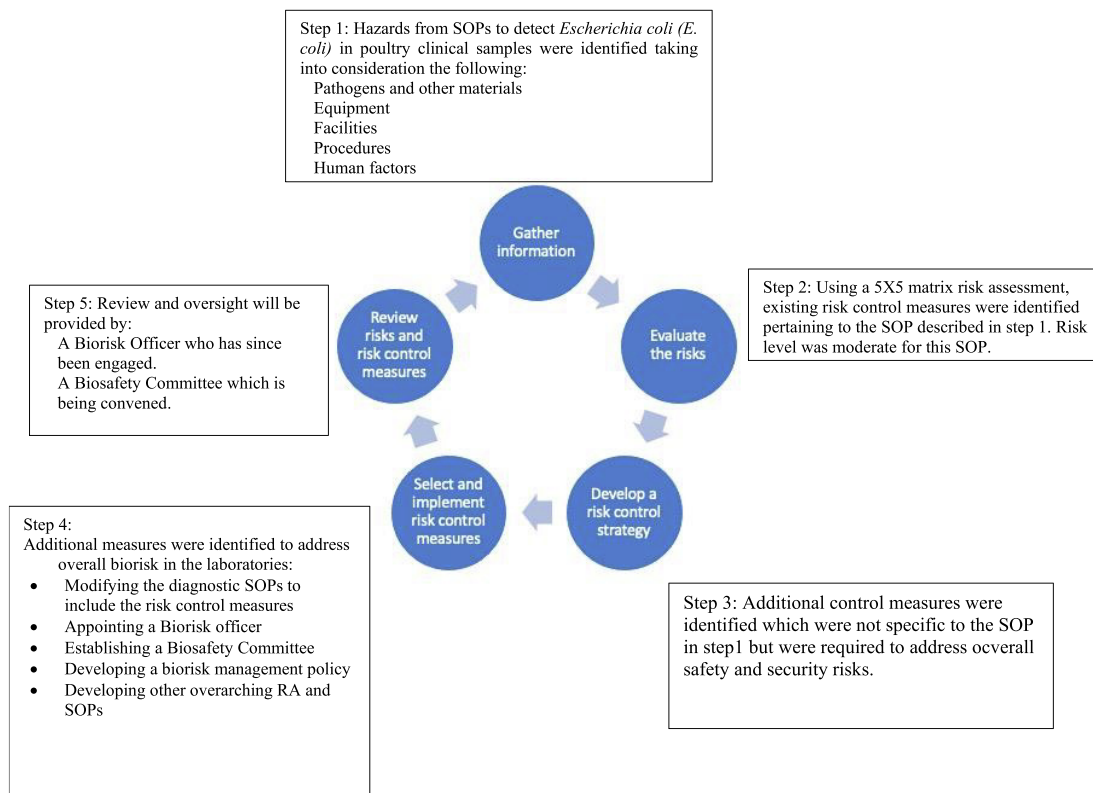 Step 1: Hazards from SOPs to detect Escherichia coli (E.
coli) in poultry clinical samples were identified taking
into consideration the following:
Pathogens and other materials
Equipment
Facilities
Procedures
Human factors
Gather
information
Step 2: Using a 5X5 matrix risk assessment,
existing risk control measures were identified
pertaining to the SOP described in step 1. Risk
level was moderate for this SOP.
Evaluate
the risks
Develop a
risk control
strategy
Step 3: Additional control measures were
identified which were not specific to the SOP
in step1 but were required to address ocverall
safety and security risks.
Select and
implement
risk control
measures
Step 4:
Additional measures were identified to address
overall biorisk in the laboratories:
• Modifying the diagnostic SOPs to
include the risk control measures
• Appointing a Biorisk officer
• Establishing a Biosafety Committee
• Developing a biorisk management policy
• Developing other overarching RA and
SOPs
Review
risks and
risk control
measures
Step 5: Review and oversight will be
provided by:
A Biorisk Officer who has since
been engaged.
A Biosafety Committee which is
being convened.